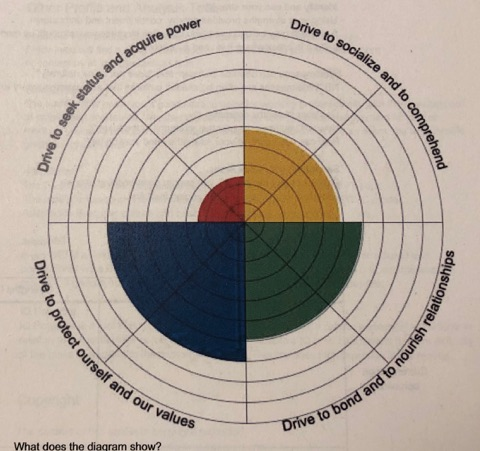 Drive to seek status and acquire power
Drive to socialize and to comprehend
Drive to protect ourself and our values
Drive to bond and to nourish relationships
What does the diagram show?